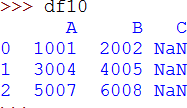 >>> df10
A B C
0 1001 2002 NaN
1 3004 4005 NaN
2 5007 6008 NaN